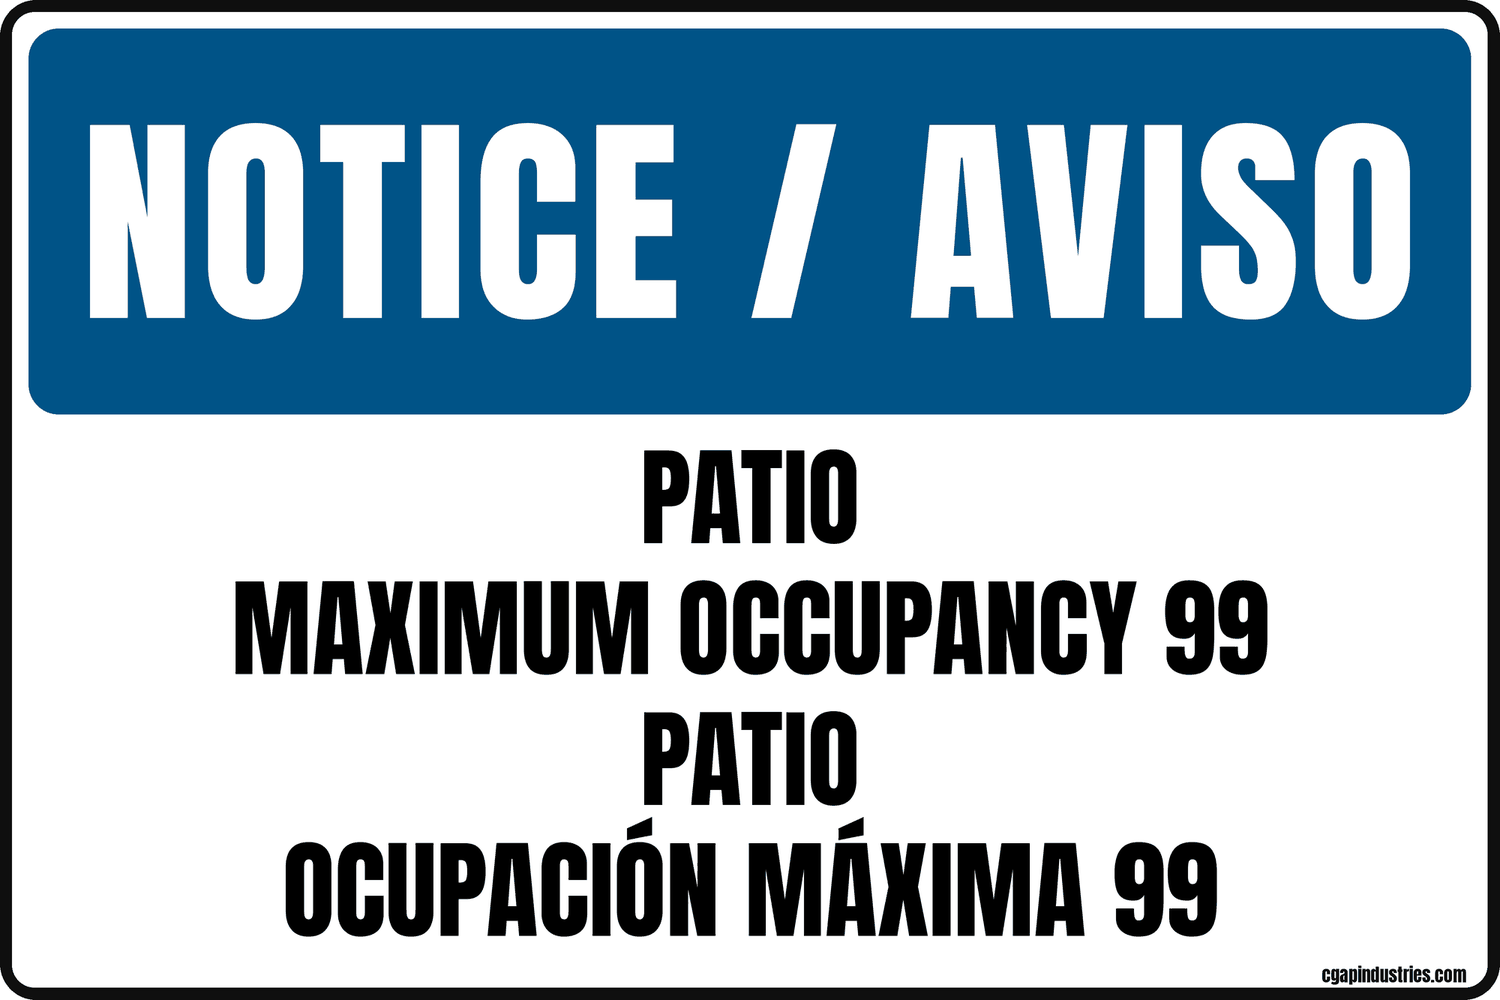 NOTICE / AVISO
PATIO
MAXIMUM OCCUPANCY 99
PATIO
OCUPACIÓN MÁXIMA 99
cgapindustries.com